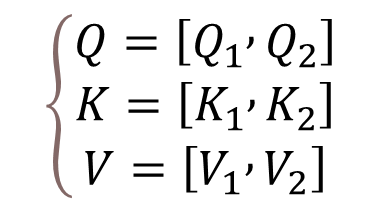 Q = [Q₁, Q₂]
K = [K₁, K₂]
V = [V₁, V₂]